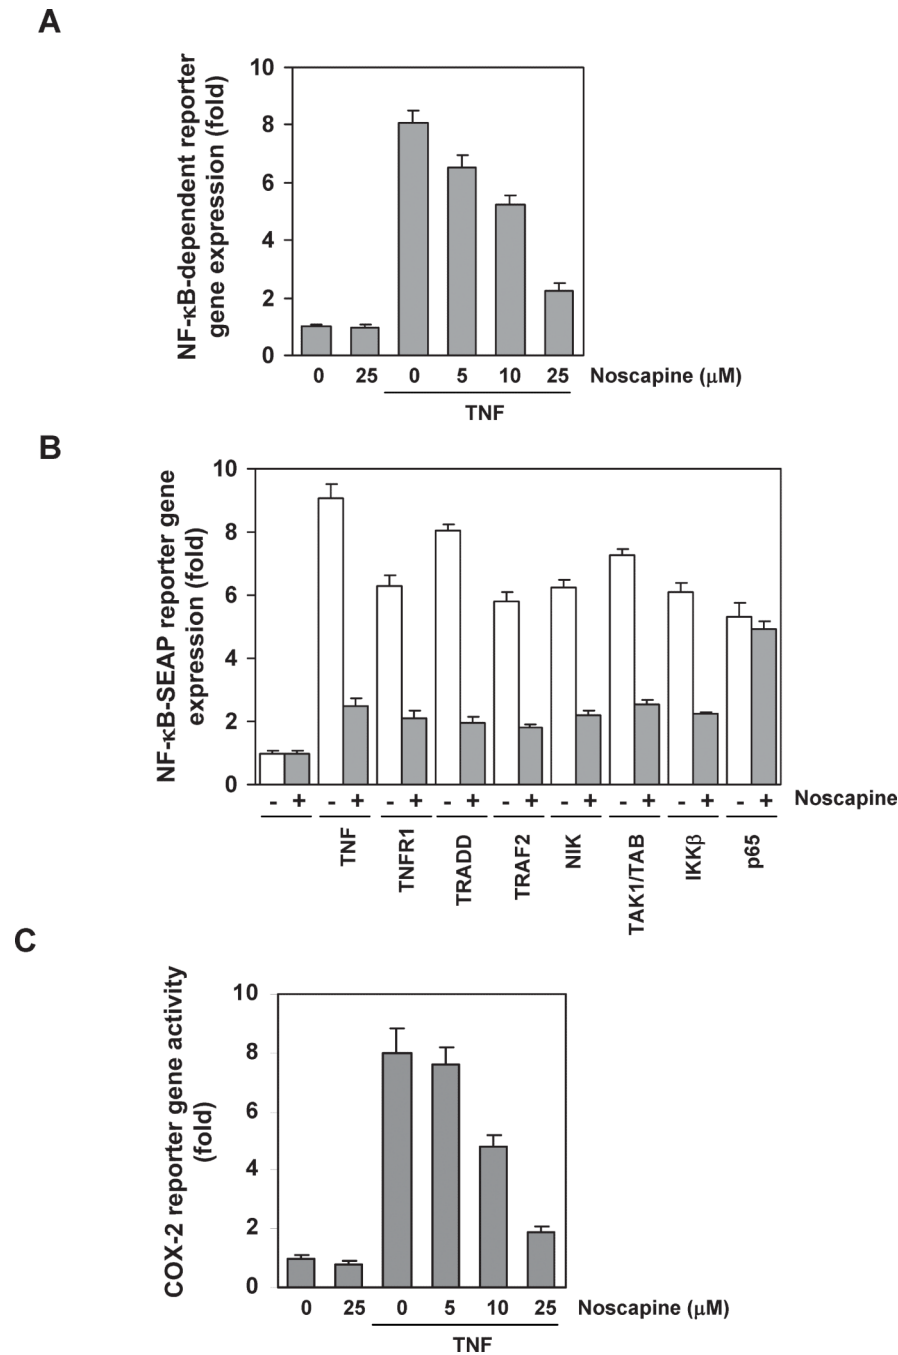 A
NF-κB-dependent reporter
gene expression (fold)
10
8
6
4
2
0
0 25 0 5 10 25 Noscapine (μM)
TNF
B
NF-κB-SEAP reporter gene
expression (fold)
10
8
6
4
2
0
- + - + - + - + - + - + - + - + - + Noscapine
TNF
TNFR1
TRADD
TRAF2
NIK
TAK1/TAB
IKKβ
p65
C
COX-2 reporter gene activity
(fold)
10
8
6
4
2
0
0 25 0 5 10 25 Noscapine (μM)
TNF